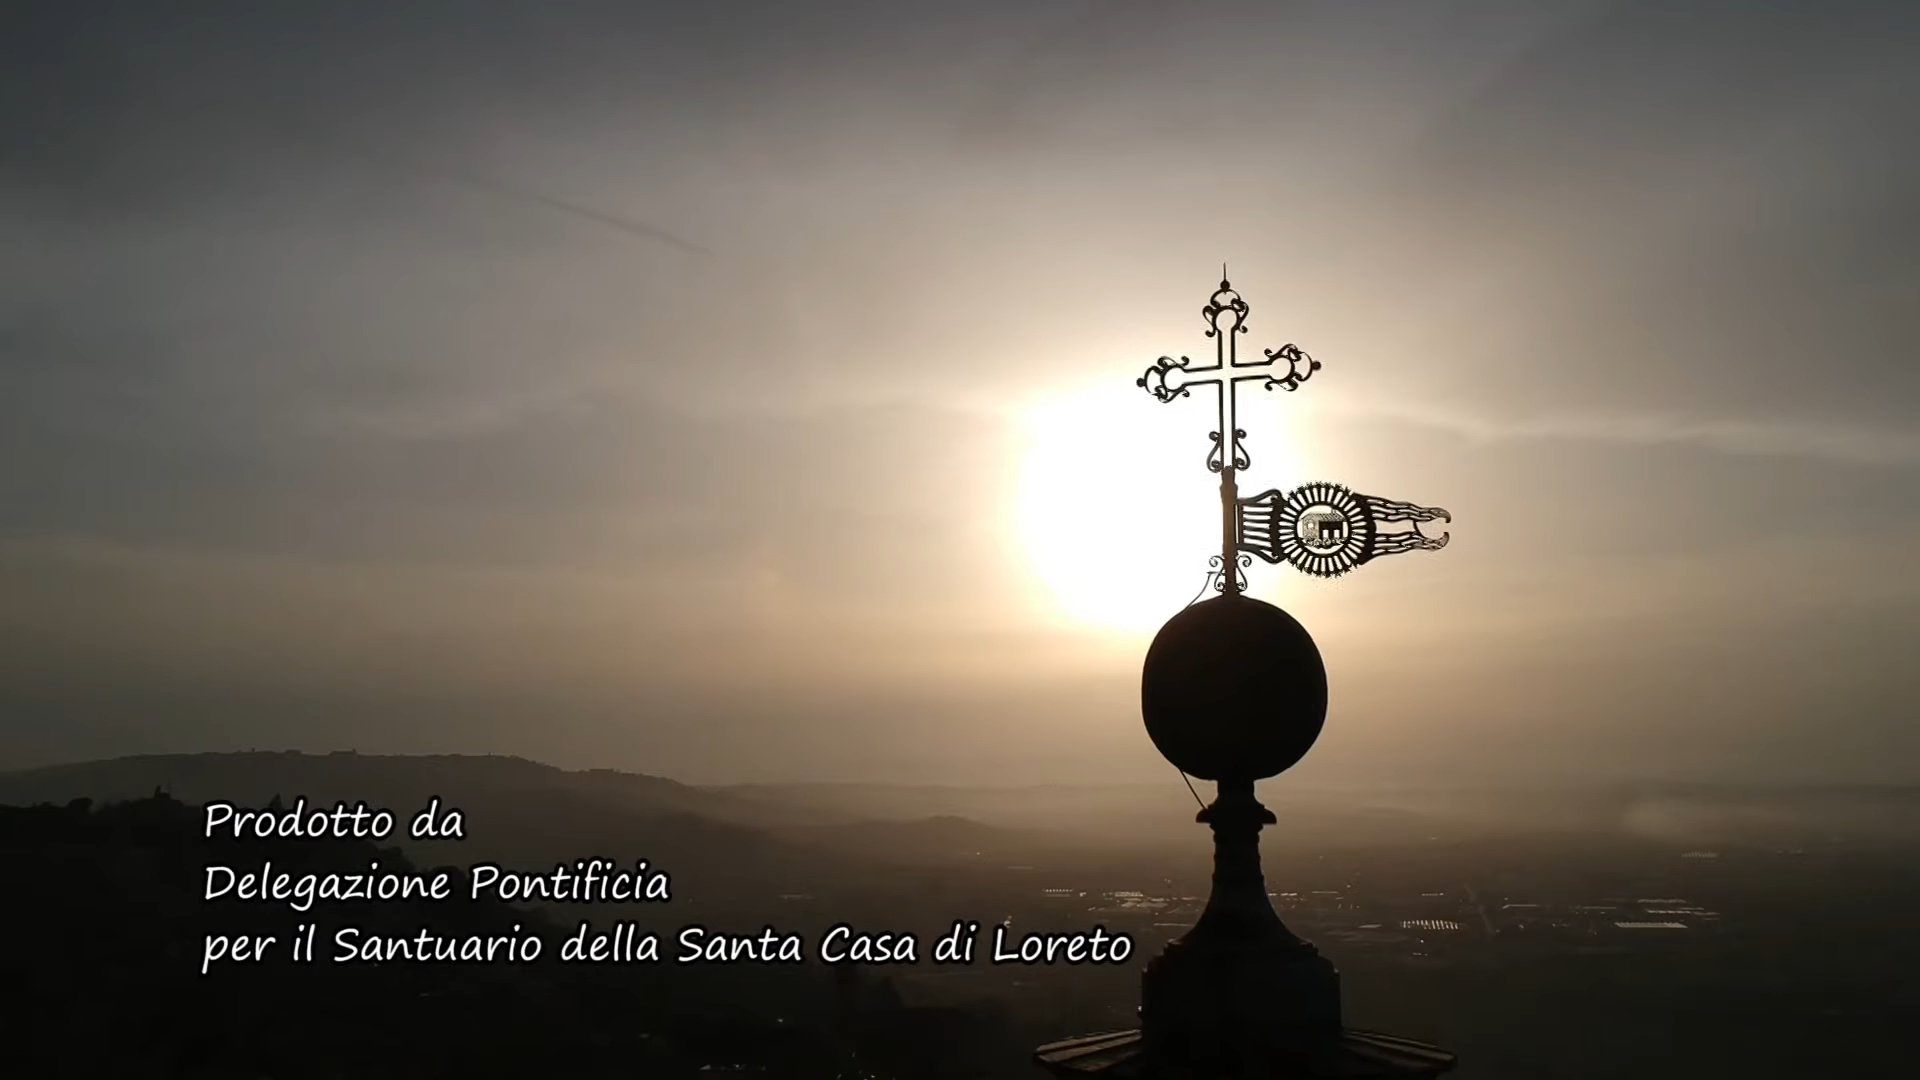 Prodotto da
Delegazione Pontificia
per il Santuario della Santa Casa di Loreto